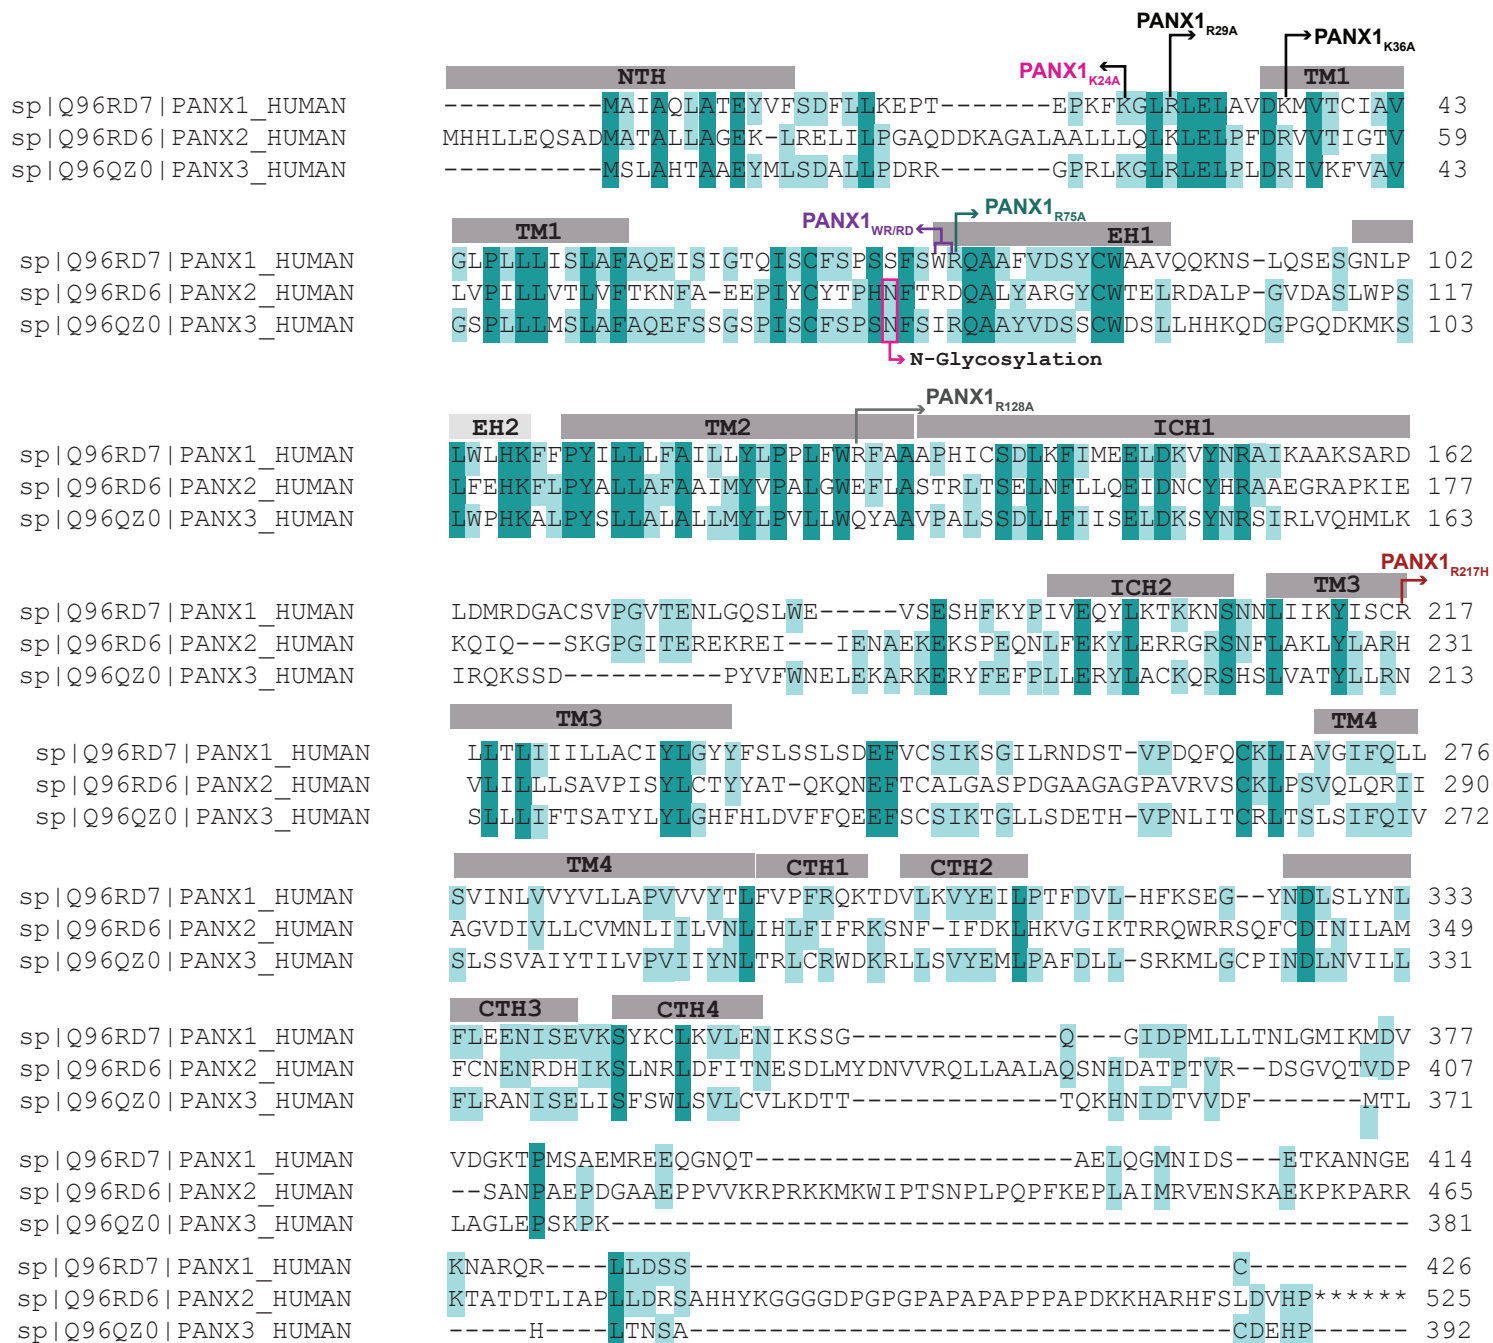 PANX1R29A
PANX1K24A PANX1K36A
NTH TM1
sp|Q96RD7|PANX1_HUMAN ----------MAIAQLATEYVFSDFLLKEPT-------EPKFKGLRLELAVDKMVTCIAV 43
sp|Q96RD6|PANX2_HUMAN MHHLLEQSADMATALLAGEK-LRELILPGAQDDKAGALAALLLQLKLELPFDRVVTIGTV 59
sp|Q96QZ0|PANX3_HUMAN ----------MSLAHTAAEYMLSDALLPDRR-------GPRLKGLRLELPLDRIVKFVAV 43
PANX1WR/RD PANX1R75A
TM1 EH1
sp|Q96RD7|PANX1_HUMAN GLPLLLISLAFAQEISIGTQISCFSPSSFSWRQAAFVDSYCWAAVQQKNS-LQSESGNLP 102
sp|Q96RD6|PANX2_HUMAN LVPILLVTLVFTKNFA-EEPIYCYTPHNFTRDQALYARGYCWTELRDALP-GVDASLWPS 117
sp|Q96QZ0|PANX3_HUMAN GSPLLLMSLAFAQEFSSGSPISCFSPSNFSIRQAAYVDSSCWDSLLHHKQDGPGQDKMKS 103
N-Glycosylation
PANX1R128A
EH2 TM2 ICH1
sp|Q96RD7|PANX1_HUMAN LWLHKFFPYILLLFAILLYLPPLFWRFAAAPHICSDLKFIMEELDKVYNRAIKAAKSARD 162
sp|Q96RD6|PANX2_HUMAN LFEHKFLPYALLAFAAIMYVPALGWEFLASTRLTSELNFLLQEIDNCYHRAAEGRAPKIE 177
sp|Q96QZ0|PANX3_HUMAN LWPHKALPYSLLALALLMYLPVLLWQYAAVPALSSDLLFIISELDKSYNRSIRLVQHMLK 163
PANX1R217H
ICH2 TM3
sp|Q96RD7|PANX1_HUMAN LDMRDGACSVPGVTENLGQSLWE-----VSESHFKYPIVEQYLKTKKNSNNLIIKYISCR 217
sp|Q96RD6|PANX2_HUMAN KQIQ---SKGPGITEREKREI---IENAEKEKSPEQNLFEKYLERRGRSNFLAKLYLARH 231
sp|Q96QZ0|PANX3_HUMAN IRQKSSD----------PYVFWNELEKARKERYFEFPLLERYLACKQRSHSLVATYLLRN 213
TM3 TM4
sp|Q96RD7|PANX1_HUMAN LLTLIIILLACIYLGYYFSLSSLSDEFVCSIKSGILRNDST-VPDQFQCKLIAVGIFQLL 276
sp|Q96RD6|PANX2_HUMAN VLILLLSAVPISYLCTYYAT-QKQNEFTCALGASPDGAAGAGPAVRVSCKLPSVQLQRII 290
sp|Q96QZ0|PANX3_HUMAN SLLLIFTSATYLYLGHFHLDVFFQEEFSCSIKTGLLSDETH-VPNLITCRLTSLSIFQIV 272
TM4 CTH1 CTH2
sp|Q96RD7|PANX1_HUMAN SVINLVVYVLLAPVVVYTLFVPFRQKTDVLKVYEILPTFDVL-HFKSEG--YNDLSLYNL 333
sp|Q96RD6|PANX2_HUMAN AGVDIVLLCVMNLIILVNLIHLFIFRKSNF-IFDKLHKVGIKTRRQWRRSQFCDINILAM 349
sp|Q96QZ0|PANX3_HUMAN SLSSVAIYTILVPVIIYNLTRLCRWDKRLLSVYEMLPAFDLL-SRKMLGCPINDLNVILL 331
CTH3 CTH4
sp|Q96RD7|PANX1_HUMAN FLEENISEVKSYKCLKVLENIKSSG-------------Q---GIDPMLLLTNLGMIKMDV 377
sp|Q96RD6|PANX2_HUMAN FCNENRDHIKSLNRLDFITNESDLMYDNVVRQLLAALAQSNHDATPTVR--DSGVQTVDP 407
sp|Q96QZ0|PANX3_HUMAN FLRANISELISFSWLSVLCVLKDTT-------------TQKHNIDTVVDF-------MTL 371
sp|Q96RD7|PANX1_HUMAN VDGKTPMSAEMREEQGNQT--------------------AELQGMNIDS---ETKANNGE 414
sp|Q96RD6|PANX2_HUMAN --SANPAEPDGAAEPPVVKRPRKKMKWIPTSNPLPQPFKEPLAIMRVENSKAEKPKPARR 465
sp|Q96QZ0|PANX3_HUMAN LAGLEPSKPK-------------------------------------------------- 381
sp|Q96RD7|PANX1_HUMAN KNARQR----LLDSS----------------------------------C---------- 426
sp|Q96RD6|PANX2_HUMAN KTATDTLIAPLLDRSAHHYKGGGGDPGPGPAPAPAPPPAPDKKHARHFSLDVHP****** 525
sp|Q96QZ0|PANX3_HUMAN -----H----LTNSA----------------------------------CDEHP------ 392